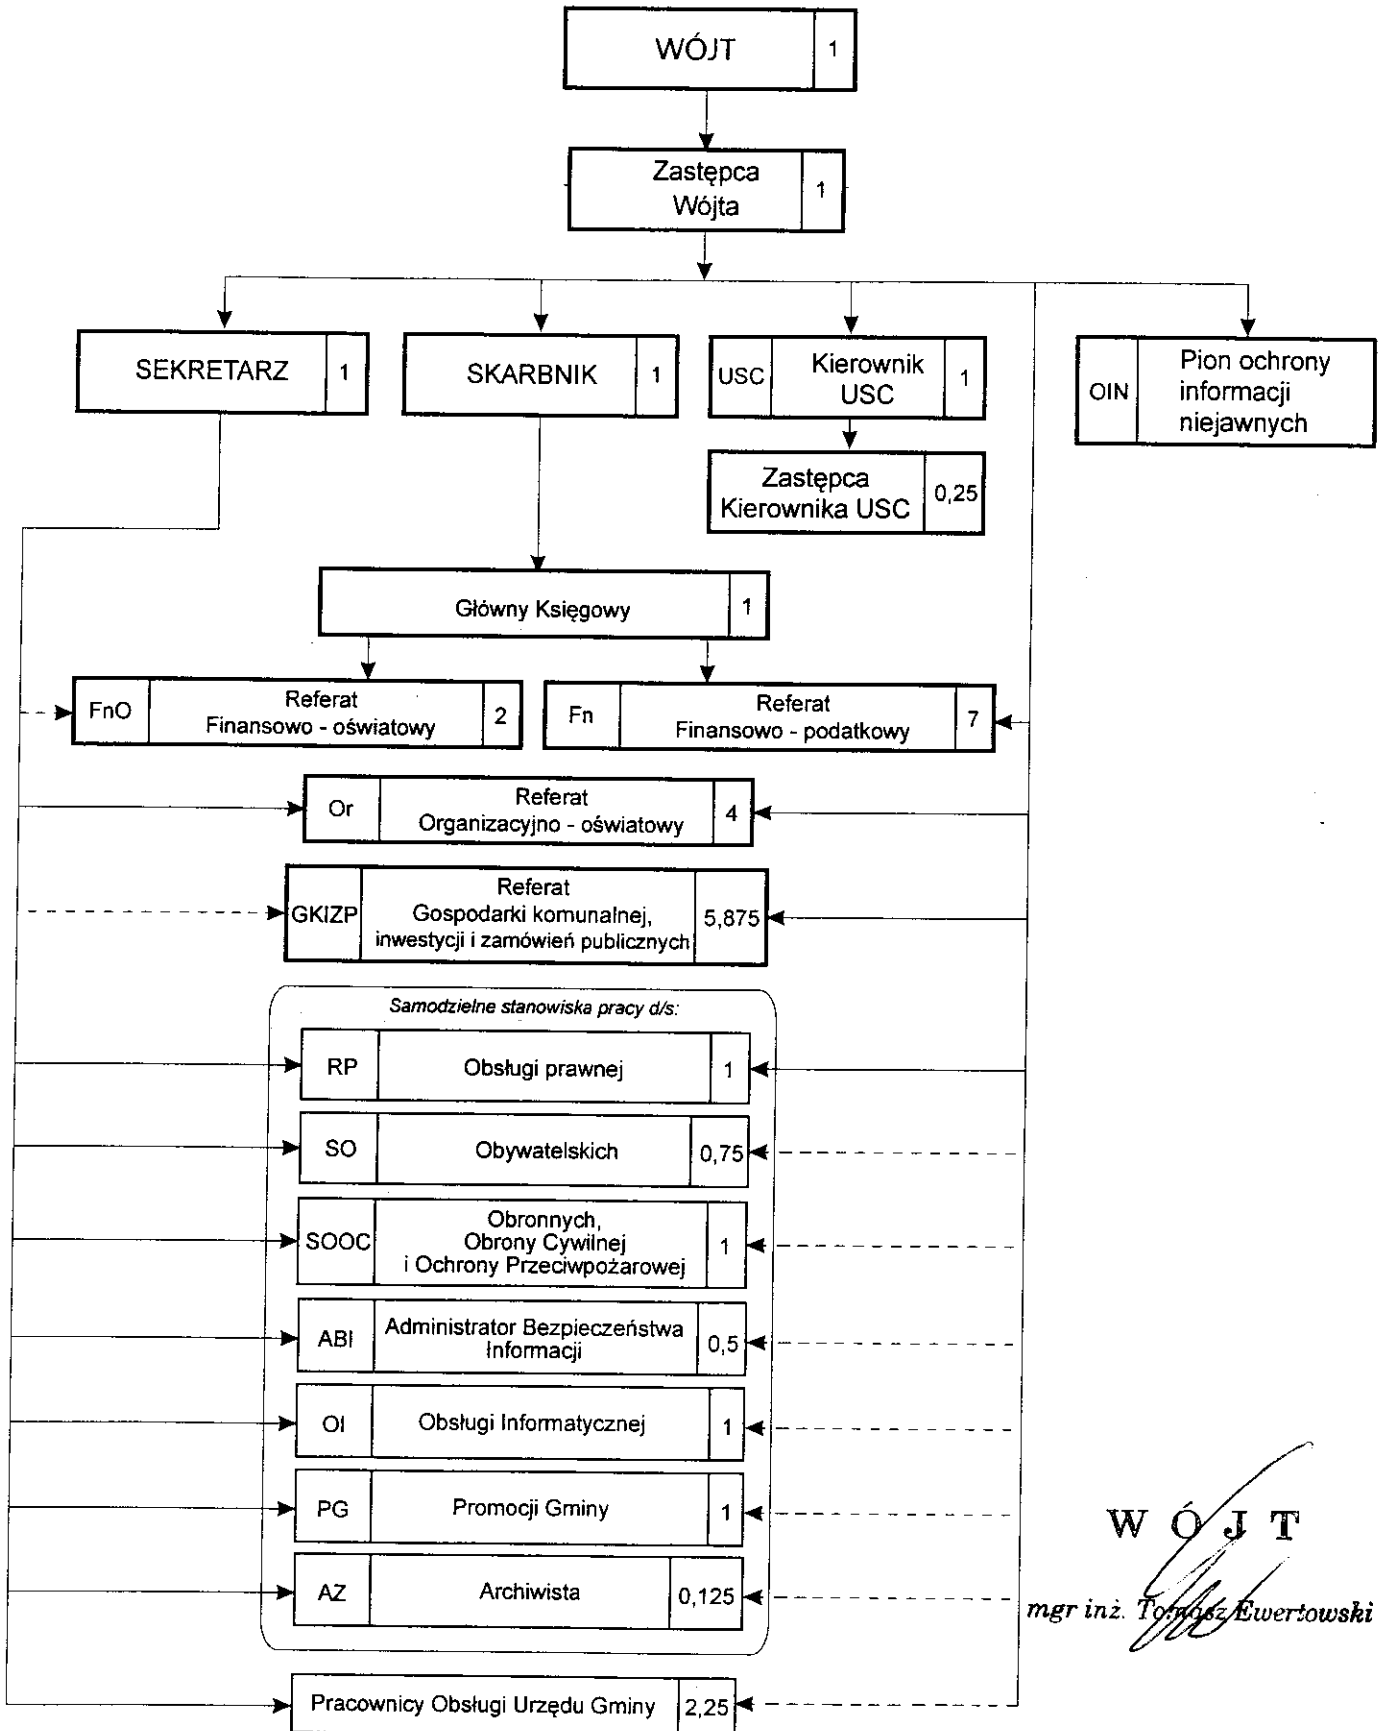 WÓJT 1
Zastępca
Wójta
1
SEKRETARZ 1
SKARBNIK 1
USC
Kierownik
USC
1
OIN
Pion ochrony
informacji
niejawnych
Zastępca
Kierownika USC
0,25
Główny Księgowy 1
FnO
Referat
Finansowo - oświatowy
2
Fn
Referat
Finansowo - podatkowy
7
Or
Referat
Organizacyjno - oświatowy
4
GKIZP
Referat
Gospodarki komunalnej,
inwestycji i zamówień publicznych
5,875
Samodzielne stanowiska pracy d/s:
RP Obsługi prawnej 1
SO Obywatelskich 0,75
SOOC
Obronnych,
Obrony Cywilnej
i Ochrony Przeciwpożarowej
1
ABI
Administrator Bezpieczeństwa
Informacji
0,5
OI Obsługi Informatycznej 1
PG Promocji Gminy 1
AZ Archiwista 0,125
Pracownicy Obsługi Urzędu Gminy 2,25
WÓJT
mgr inż. Tomasz Ewertowski